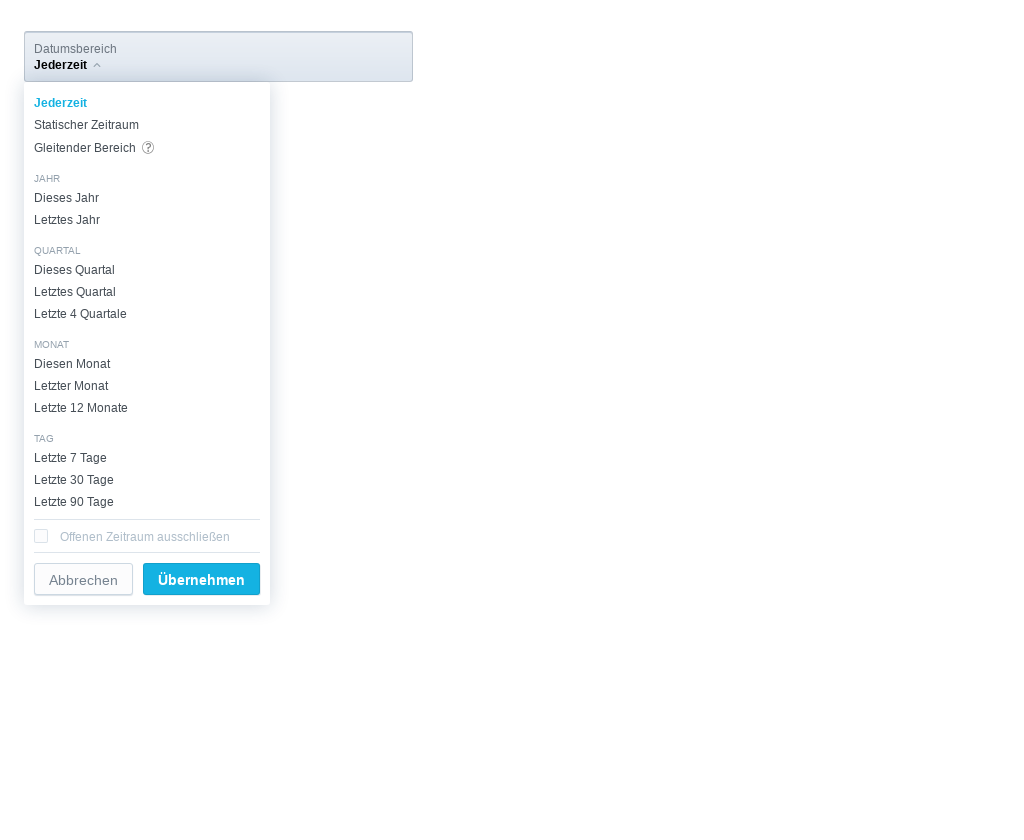 Datumsbereich
Jederzeit
Jederzeit
Statischer Zeitraum
Gleitender Bereich ?
JAHR
Dieses Jahr
Letztes Jahr
QUARTAL
Dieses Quartal
Letztes Quartal
Letzte 4 Quartale
MONAT
Diesen Monat
Letzter Monat
Letzte 12 Monate
TAG
Letzte 7 Tage
Letzte 30 Tage
Letzte 90 Tage
Offenen Zeitraum ausschließen
Abbrechen Übernehmen